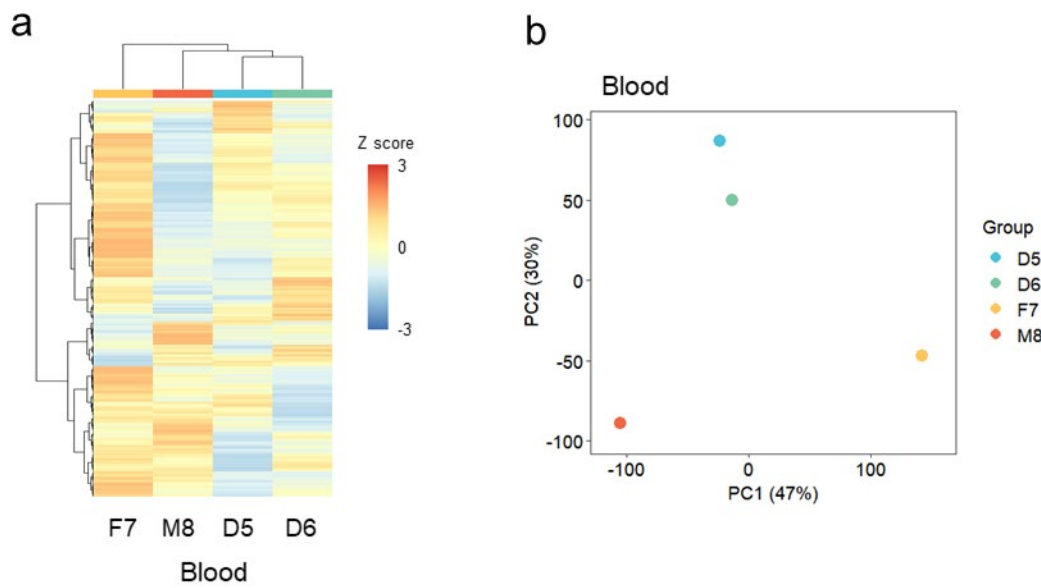 a
Z score
3
0
-3
F7 M8 D5 D6
Blood
b
Blood
100
50
0
-50
-100
PC2 (30%)
-100 0 100
PC1 (47%)
Group
D5
D6
F7
M8